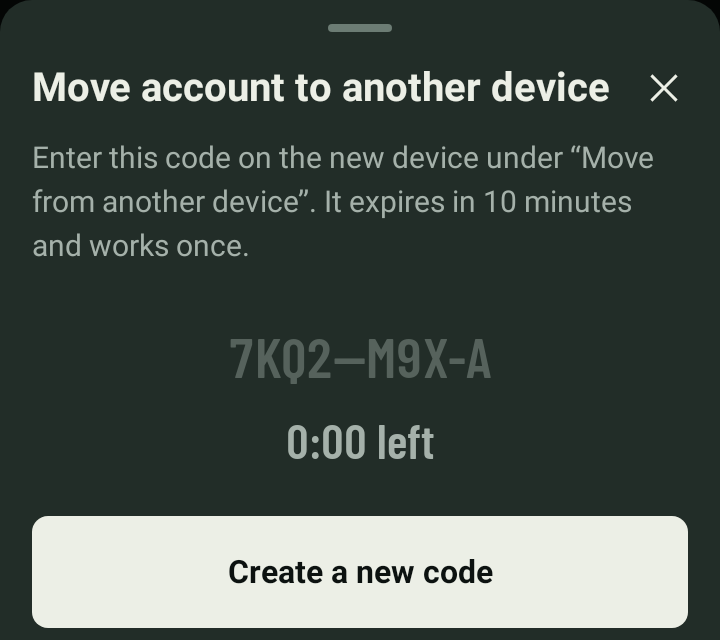 Move account to another device
Enter this code on the new device under “Move
from another device”. It expires in 10 minutes
and works once.
7KQ2—M9X-A
0:00 left
Create a new code